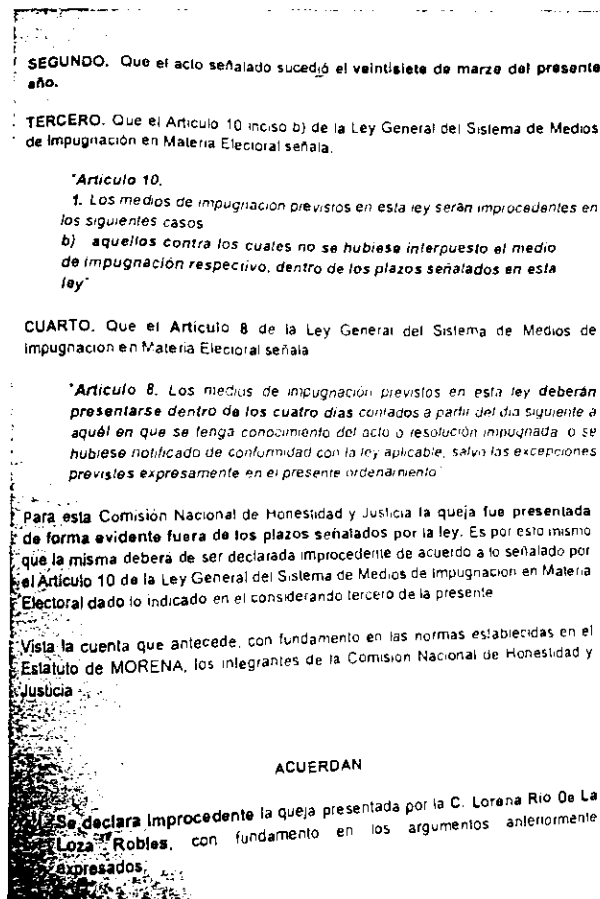 SEGUNDO. Que el acto señalado sucedió el veintisiete de marzo del presente
año.
TERCERO. Que el Articulo 10 inciso b) de la Ley General del Sistema de Medios
de Impugnación en Materia Electoral señala.
"Articulo 10.
1. Los medios de impugnación previstos en esta ley serán improcedentes en
los siguientes casos
b) aquellos contra los cuales no se hubiese interpuesto el medio
de impugnación respectivo, dentro de los plazos señalados en esta
ley"
CUARTO. Que el Articulo 8 de la Ley General del Sistema de Medios de
Impugnacion en Materia Electoral señala
"Articulo 8. Los medios de impugnación previstos en esta ley deberán
presentarse dentro de los cuatro dias contados a partir del dia siguiente a
aquél en que se tenga conocimiento del acto o resolución impugnada o se
hubiese notificado de conformidad con la ley aplicable, salvo las excepciones
previstes expresamente en el presente ordenamiento"
Para esta Comisión Nacional de Honestidad y Justicia la queja fue presentada
de forma evidente fuera de los plazos señalados por la ley. Es por esto mismo
que la misma deberá de ser declarada improcedente de acuerdo a lo señalado por
el Articulo 10 de la Ley General del Sistema de Medios de Impugnacion en Materia
Electoral dado lo indicado en el considerando tercero de la presente
Vista la cuenta que antecede, con fundamento en las normas establecidas en el
Estatuto de MORENA, los integrantes de la Comisión Nacional de Honestidad y
Justicia
ACUERDAN
Se declara Improcedente la queja presentada por la C. Lorena Rio De La
Loza Robles, con fundamento en los argumentos anteriormente
expresados.